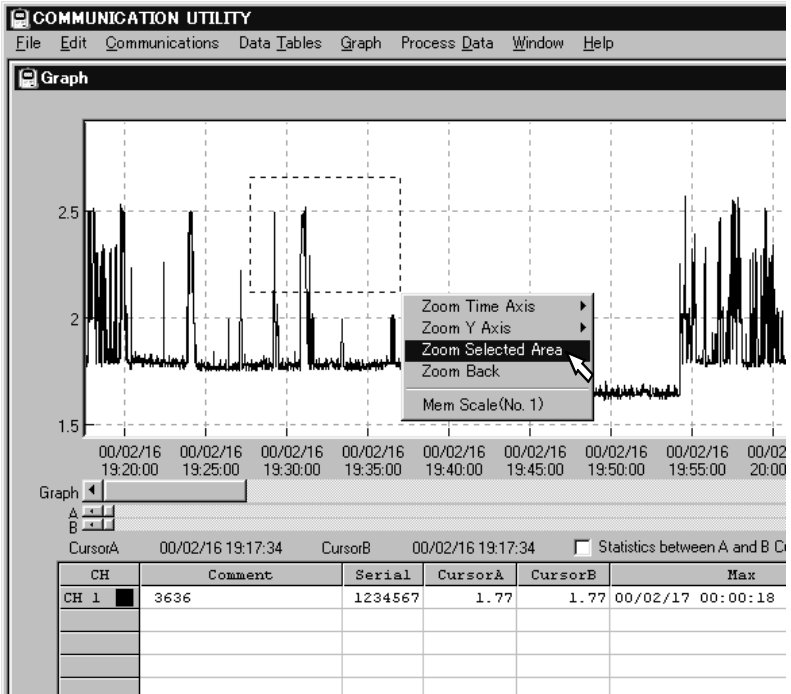 COMMUNICATION UTILITY
File Edit Communications Data Tables Graph Process Data Window Help
Graph
2.5
2
1.5
Zoom Time Axis
Zoom Y Axis
Zoom Selected Area
Zoom Back
Mem Scale(No. 1)
00/02/16 00/02/16 00/02/16 00/02/16 00/02/16 00/02/16 00/02/16 00/02/16 00/02
19:20:00 19:25:00 19:30:00 19:35:00 19:40:00 19:45:00 19:50:00 19:55:00 20:00
Graph
A
B
CursorA 00/02/16 19:17:34 CursorB 00/02/16 19:17:34 Statistics between A and B Cu
CH Comment Serial CursorA CursorB Max
CH 1 3636 1234567 1.77 1.77 00/02/17 00:00:18